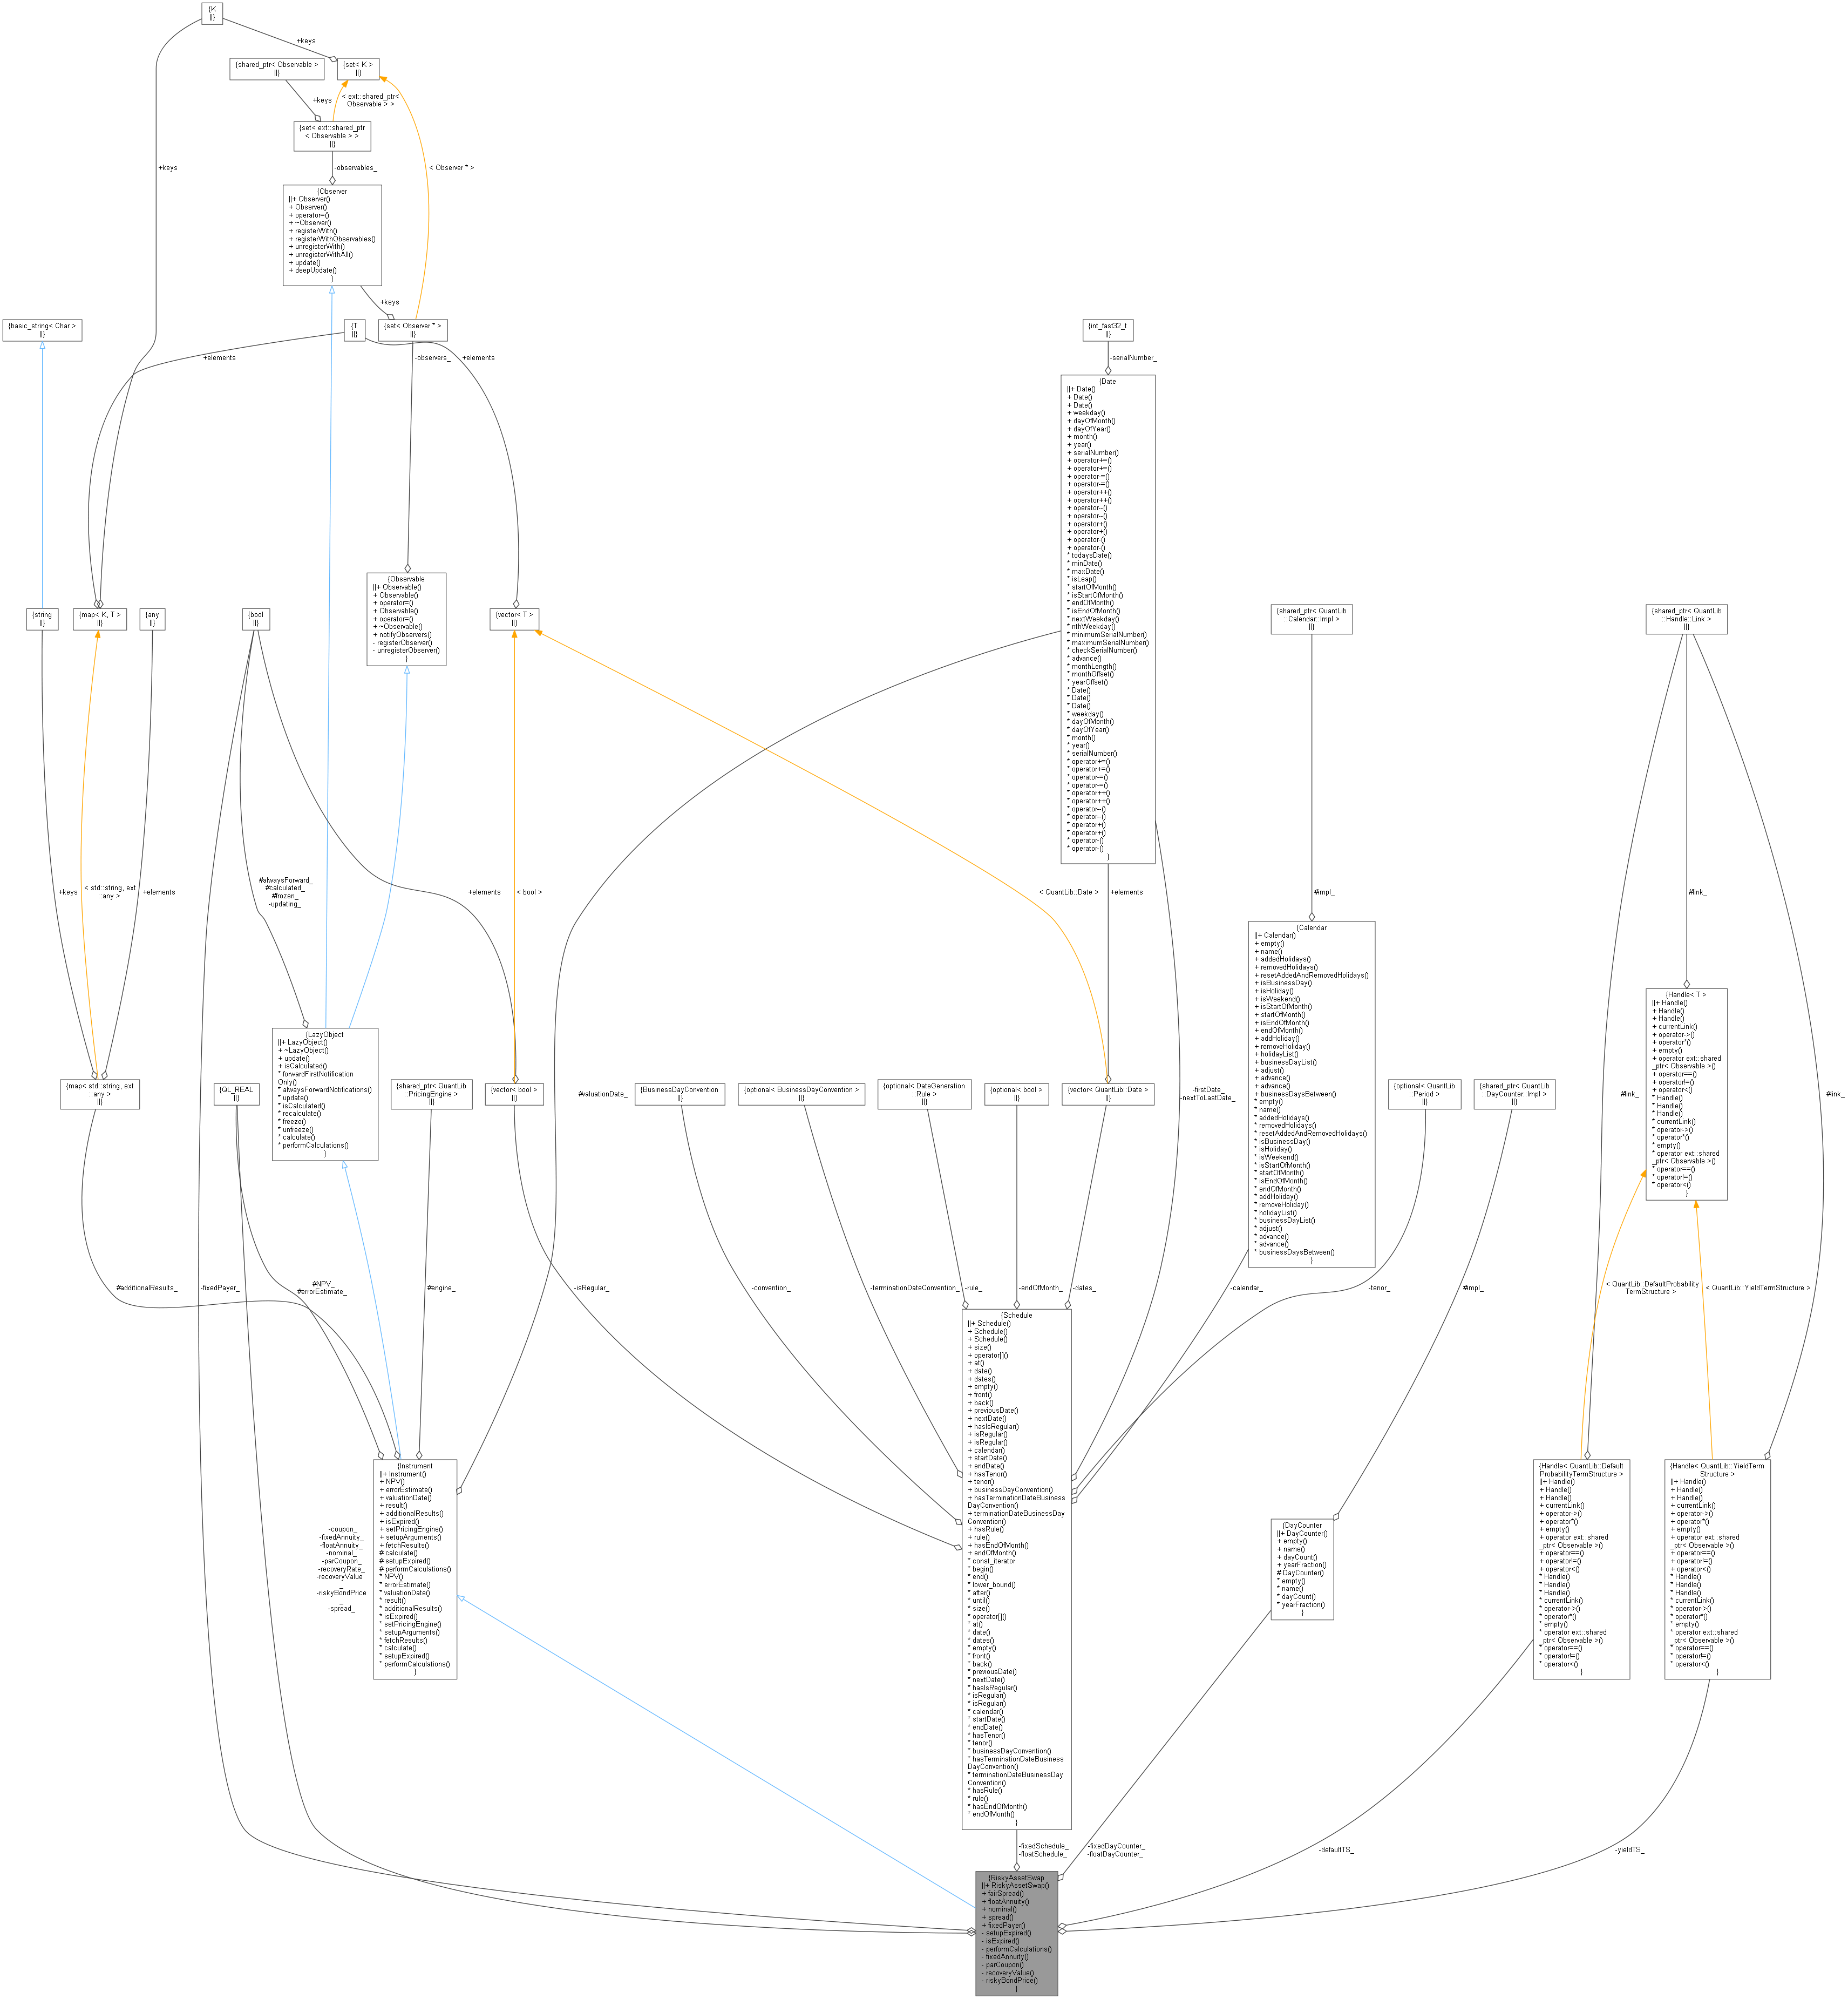 {K
||}
+keys
{shared_ptr< Observable >
||}
{set< K >
||}
+keys
< ext::shared_ptr<
Observable > >
{set< ext::shared_ptr
< Observable > >
||}
+keys
-observables_
< Observer * >
{Observer
||+ Observer()
+ Observer()
+ operator=()
+ ~Observer()
+ registerWith()
+ registerWithObservables()
+ unregisterWith()
+ unregisterWithAll()
+ update()
+ deepUpdate()
}
+keys
{basic_string< Char >
||}
{T
||}
{set< Observer * >
||}
{int_fast32_t
||}
+elements
-observers_
+elements
-serialNumber_
{Date
||+ Date()
+ Date()
+ Date()
+ weekday()
+ dayOfMonth()
+ dayOfYear()
+ month()
+ year()
+ serialNumber()
+ operator+=()
+ operator+=()
+ operator-=()
+ operator-=()
+ operator++()
+ operator++()
+ operator--()
+ operator--()
+ operator+()
+ operator+()
+ operator-()
+ operator-()
* todaysDate()
* minDate()
* maxDate()
* isLeap()
* startOfMonth()
* isStartOfMonth()
* endOfMonth()
* isEndOfMonth()
* nextWeekday()
* nthWeekday()
* minimumSerialNumber()
* maximumSerialNumber()
* checkSerialNumber()
* advance()
* monthLength()
* monthOffset()
* yearOffset()
* Date()
* Date()
* Date()
* weekday()
* dayOfMonth()
* dayOfYear()
* month()
* year()
* serialNumber()
* operator+=()
* operator+=()
* operator-=()
* operator-=()
* operator++()
* operator++()
* operator--()
* operator--()
* operator+()
* operator+()
* operator-()
* operator-()
}
{Observable
||+ Observable()
+ Observable()
+ operator=()
+ Observable()
+ operator=()
+ ~Observable()
+ notifyObservers()
- registerObserver()
- unregisterObserver()
}
{string
||}
{map< K, T >
||}
{any
||}
{bool
||}
{vector< T >
||}
{shared_ptr< QuantLib
::Calendar::Impl >
||}
{shared_ptr< QuantLib
::Handle::Link >
||}
+keys
< std::string, ext
::any >
+elements
#alwaysForward_
#calculated_
#frozen_
-updating_
+elements
< bool >
< QuantLib::Date >
+elements
#impl_
#link_
{Calendar
||+ Calendar()
+ empty()
+ name()
+ addedHolidays()
+ removedHolidays()
+ resetAddedAndRemovedHolidays()
+ isBusinessDay()
+ isHoliday()
+ isWeekend()
+ isStartOfMonth()
+ startOfMonth()
+ isEndOfMonth()
+ endOfMonth()
+ addHoliday()
+ removeHoliday()
+ holidayList()
+ businessDayList()
+ adjust()
+ advance()
+ advance()
+ businessDaysBetween()
* empty()
* name()
* addedHolidays()
* removedHolidays()
* resetAddedAndRemovedHolidays()
* isBusinessDay()
* isHoliday()
* isWeekend()
* isStartOfMonth()
* startOfMonth()
* isEndOfMonth()
* endOfMonth()
* addHoliday()
* removeHoliday()
* holidayList()
* businessDayList()
* adjust()
* advance()
* advance()
* businessDaysBetween()
}
{Handle< T >
||+ Handle()
+ Handle()
+ Handle()
+ currentLink()
+ operator->()
+ operator*()
+ empty()
+ operator ext::shared
_ptr< Observable >()
+ operator==()
+ operator!=()
+ operator<()
* Handle()
* Handle()
* Handle()
* currentLink()
* operator->()
* operator*()
* empty()
* operator ext::shared
_ptr< Observable >()
* operator==()
* operator!=()
* operator<()
}
{LazyObject
||+ LazyObject()
+ ~LazyObject()
+ update()
+ isCalculated()
* forwardFirstNotification
Only()
* alwaysForwardNotifications()
* update()
* isCalculated()
* recalculate()
* freeze()
* unfreeze()
* calculate()
* performCalculations()
}
{map< std::string, ext
::any >
||}
{QL_REAL
||}
{shared_ptr< QuantLib
::PricingEngine >
||}
{vector< bool >
||}
#valuationDate_
{BusinessDayConvention
||}
{optional< BusinessDayConvention >
||}
{optional< DateGeneration
::Rule >
||}
{optional< bool >
||}
{vector< QuantLib::Date >
||}
-firstDate_
-nextToLastDate_
{optional< QuantLib
::Period >
||}
{shared_ptr< QuantLib
::DayCounter::Impl >
||}
#link_
#link_
#additionalResults_
-fixedPayer_
#NPV_
#errorEstimate_
#engine_
-isRegular_
-convention_
-terminationDateConvention_
-rule_
-endOfMonth_
-dates_
-calendar_
-tenor_
#impl_
< QuantLib::DefaultProbability
TermStructure >
< QuantLib::YieldTermStructure >
{Schedule
||+ Schedule()
+ Schedule()
+ Schedule()
+ size()
+ operator[]()
+ at()
+ date()
+ dates()
+ empty()
+ front()
+ back()
+ previousDate()
+ nextDate()
+ hasIsRegular()
+ isRegular()
+ isRegular()
+ calendar()
+ startDate()
+ endDate()
+ hasTenor()
+ tenor()
+ businessDayConvention()
+ hasTerminationDateBusiness
DayConvention()
+ terminationDateBusinessDay
Convention()
+ hasRule()
+ rule()
+ hasEndOfMonth()
+ endOfMonth()
* const_iterator
* begin()
* end()
* lower_bound()
* after()
* until()
* size()
* operator[]()
* at()
* date()
* dates()
* empty()
* front()
* back()
* previousDate()
* nextDate()
* hasIsRegular()
* isRegular()
* isRegular()
* calendar()
* startDate()
* endDate()
* hasTenor()
* tenor()
* businessDayConvention()
* hasTerminationDateBusiness
DayConvention()
* terminationDateBusinessDay
Convention()
* hasRule()
* rule()
* hasEndOfMonth()
* endOfMonth()
}
{Instrument
||+ Instrument()
+ NPV()
+ errorEstimate()
+ valuationDate()
+ result()
+ additionalResults()
+ isExpired()
+ setPricingEngine()
+ setupArguments()
+ fetchResults()
# calculate()
# setupExpired()
# performCalculations()
* NPV()
* errorEstimate()
* valuationDate()
* result()
* additionalResults()
* isExpired()
* setPricingEngine()
* setupArguments()
* fetchResults()
* calculate()
* setupExpired()
* performCalculations()
}
-coupon_
-fixedAnnuity_
-floatAnnuity_
-nominal_
-parCoupon_
-recoveryRate_
-recoveryValue
_
-riskyBondPrice
_
-spread_
{DayCounter
||+ DayCounter()
+ empty()
+ name()
+ dayCount()
+ yearFraction()
# DayCounter()
* empty()
* name()
* dayCount()
* yearFraction()
}
{Handle< QuantLib::Default
ProbabilityTermStructure >
||+ Handle()
+ Handle()
+ Handle()
+ currentLink()
+ operator->()
+ operator*()
+ empty()
+ operator ext::shared
_ptr< Observable >()
+ operator==()
+ operator!=()
+ operator<()
* Handle()
* Handle()
* Handle()
* currentLink()
* operator->()
* operator*()
* empty()
* operator ext::shared
_ptr< Observable >()
* operator==()
* operator!=()
* operator<()
}
{Handle< QuantLib::YieldTerm
Structure >
||+ Handle()
+ Handle()
+ Handle()
+ currentLink()
+ operator->()
+ operator*()
+ empty()
+ operator ext::shared
_ptr< Observable >()
+ operator==()
+ operator!=()
+ operator<()
* Handle()
* Handle()
* Handle()
* currentLink()
* operator->()
* operator*()
* empty()
* operator ext::shared
_ptr< Observable >()
* operator==()
* operator!=()
* operator<()
}
-fixedSchedule_
-floatSchedule_
-fixedDayCounter_
-floatDayCounter_
-defaultTS_
-yieldTS_
{RiskyAssetSwap
||+ RiskyAssetSwap()
+ fairSpread()
+ floatAnnuity()
+ nominal()
+ spread()
+ fixedPayer()
- setupExpired()
- isExpired()
- performCalculations()
- fixedAnnuity()
- parCoupon()
- recoveryValue()
- riskyBondPrice()
}